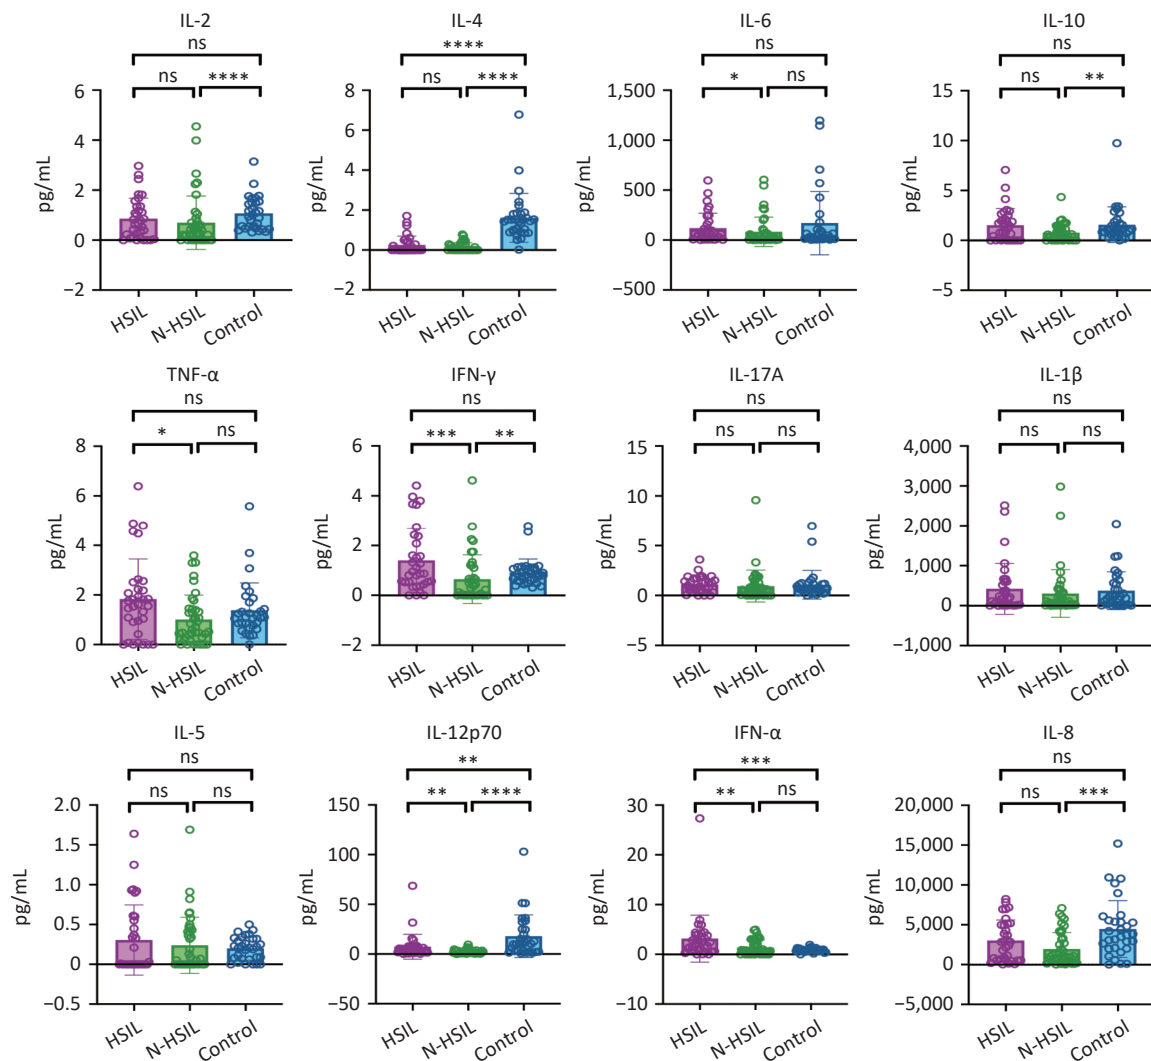 IL-2
ns
ns ****
6
4
2
0
−2
pg/mL
HSIL
N-HSIL
Control
IL-4
****
ns ****
8
6
4
2
0
−2
pg/mL
HSIL
N-HSIL
Control
IL-6
ns
* ns
1,500
1,000
500
0
−500
pg/mL
HSIL
N-HSIL
Control
IL-10
ns
ns **
15
10
5
0
−5
pg/mL
HSIL
N-HSIL
Control
TNF-α
ns
* ns
8
6
4
2
0
pg/mL
HSIL
N-HSIL
Control
IFN-γ
ns
*** **
6
4
2
0
−2
pg/mL
HSIL
N-HSIL
Control
IL-17A
ns
ns ns
15
10
5
0
−5
pg/mL
HSIL
N-HSIL
Control
IL-1β
ns
ns ns
4,000
3,000
2,000
1,000
0
−1,000
pg/mL
HSIL
N-HSIL
Control
IL-5
ns
ns ns
2.0
1.5
1.0
0.5
0
−0.5
pg/mL
HSIL
N-HSIL
Control
IL-12p70
**
** ****
150
100
50
0
−50
pg/mL
HSIL
N-HSIL
Control
IFN-α
***
** ns
30
20
10
0
−10
pg/mL
HSIL
N-HSIL
Control
IL-8
ns
ns ***
20,000
15,000
10,000
5,000
0
−5,000
pg/mL
HSIL
N-HSIL
Control